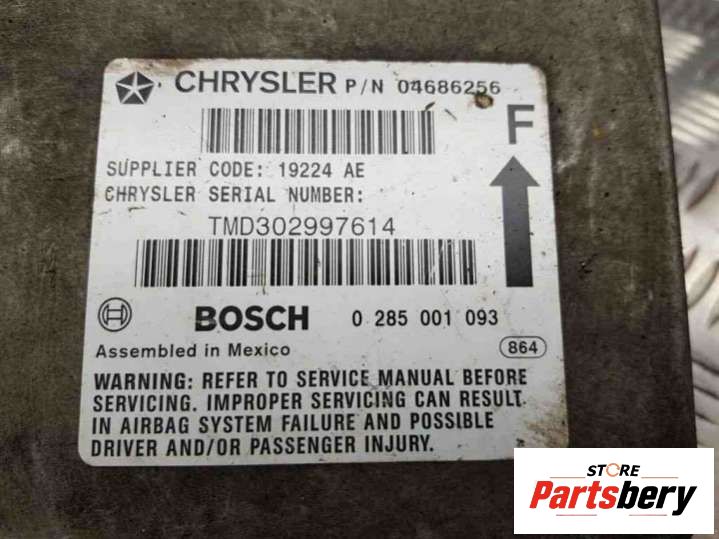 CHRYSLER P/N 04686256
F
SUPPLIER CODE: 19224 AE
CHRYSLER SERIAL NUMBER:
TMD302997614
BOSCH 0 285 001 093
Assembled in Mexico 864
WARNING: REFER TO SERVICE MANUAL BEFORE
SERVICING. IMPROPER SERVICING CAN RESULT
IN AIRBAG SYSTEM FAILURE AND POSSIBLE
DRIVER AND/OR PASSENGER INJURY.
STORE
Partsbery